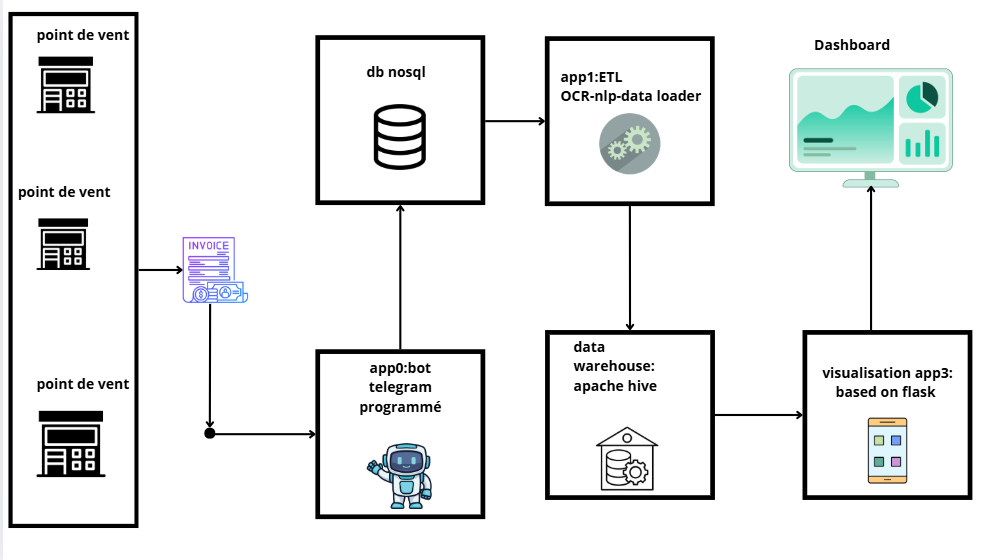 point de vent
point de vent
point de vent
INVOICE
app0:bot
telegram
programmé
db nosql
app1:ETL
OCR-nlp-data loader
data
warehouse:
apache hive
visualisation app3:
based on flask
Dashboard